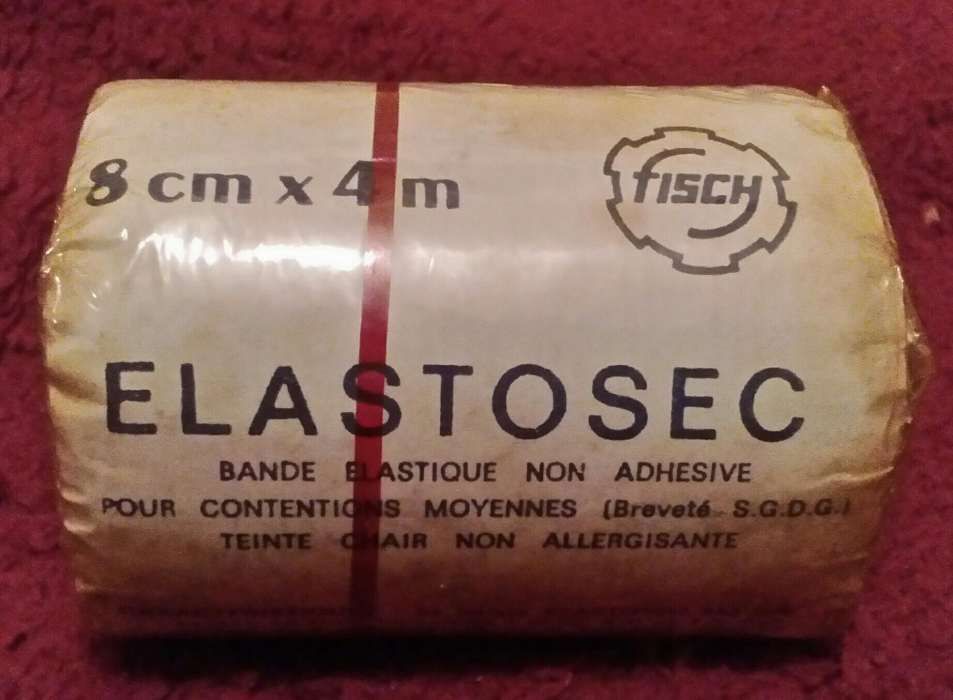 8 cm x 4 m
fISCH
ELASTOSEC
BANDE ELASTIQUE NON ADHESIVE
POUR CONTENTIONS MOYENNES (Breveté S.G.D.G.)
TEINTE CHAIR NON ALLERGISANTE